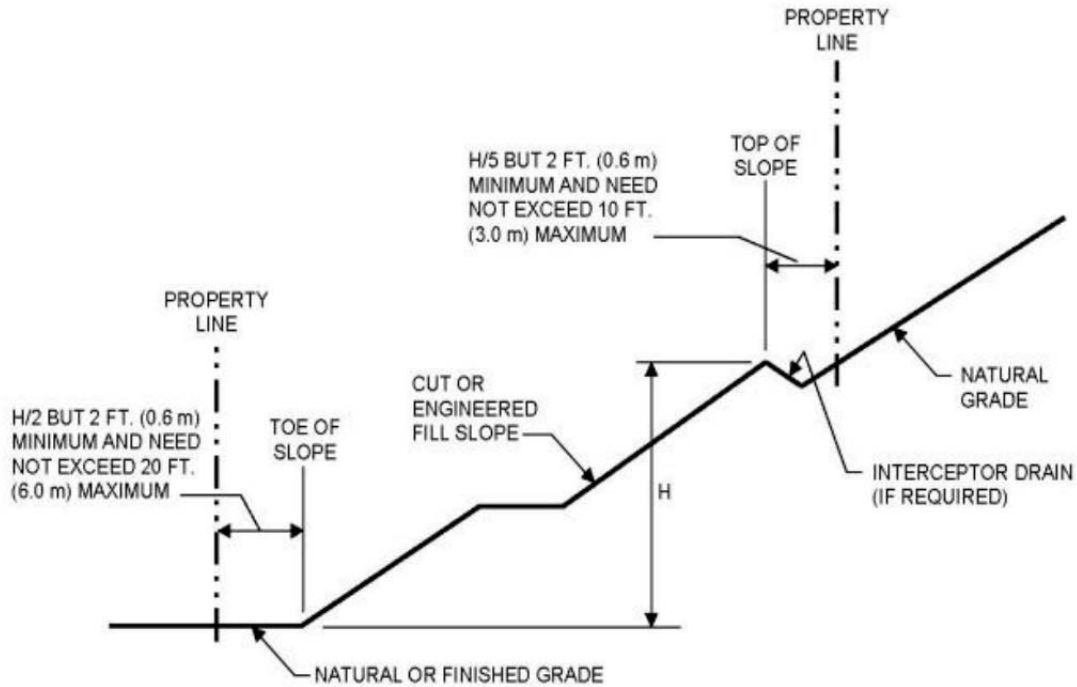 PROPERTY
LINE
TOP OF
SLOPE
H/5 BUT 2 FT. (0.6 m)
MINIMUM AND NEED
NOT EXCEED 10 FT.
(3.0 m) MAXIMUM
PROPERTY
LINE
H/2 BUT 2 FT. (0.6 m)
MINIMUM AND NEED
NOT EXCEED 20 FT.
(6.0 m) MAXIMUM
TOE OF
SLOPE
CUT OR
ENGINEERED
FILL SLOPE
H
NATURAL
GRADE
INTERCEPTOR DRAIN
(IF REQUIRED)
NATURAL OR FINISHED GRADE